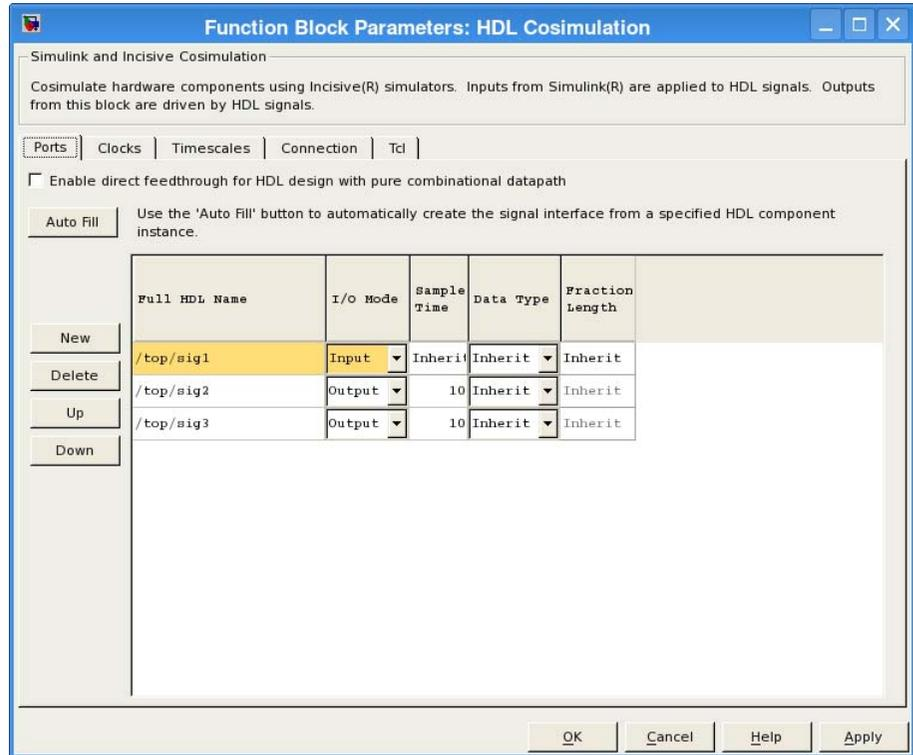 Function Block Parameters: HDL Cosimulation
Simulink and Incisive Cosimulation
Cosimulate hardware components using Incisive(R) simulators. Inputs from Simulink(R) are applied to HDL signals. Outputs
from this block are driven by HDL signals.
Ports Clocks Timescales Connection Tcl
Enable direct feedthrough for HDL design with pure combinational datapath
Auto Fill
Use the 'Auto Fill' button to automatically create the signal interface from a specified HDL component
instance.
Full HDL Name I/O Mode Sample Time Data Type Fraction Length
New
Delete
Up
Down
/top/sig1 Input Inherit Inherit Inherit
/top/sig2 Output 10 Inherit Inherit
/top/sig3 Output 10 Inherit Inherit
OK Cancel Help Apply